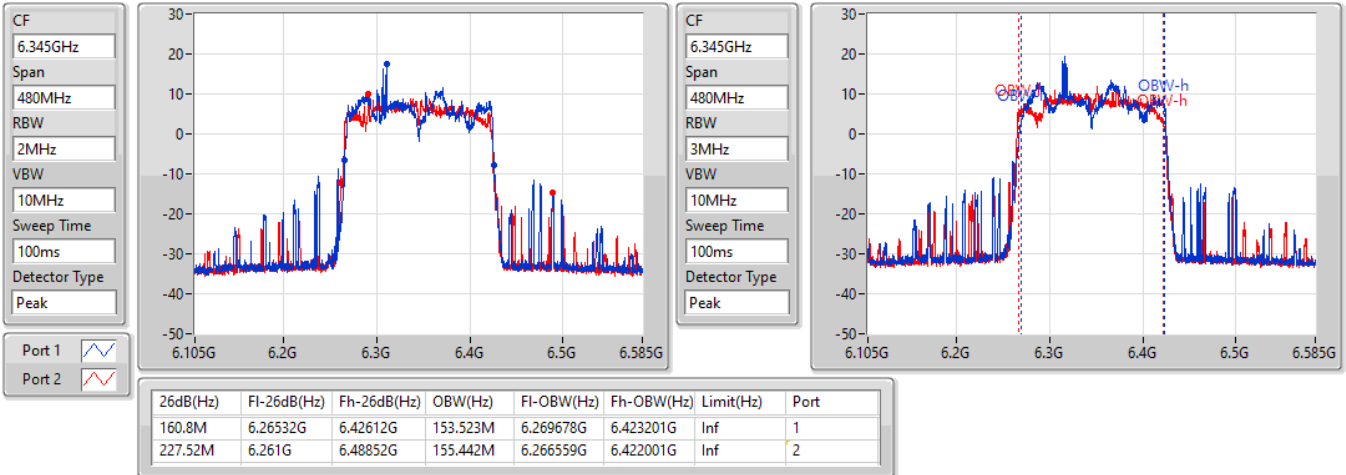 CF
6.345GHz
Span
480MHz
RBW
2MHz
VBW
10MHz
Sweep Time
100ms
Detector Type
Peak
Port 1
Port 2
30
20
10
0
-10
-20
-30
-40
-50
6.105G 6.2G 6.3G 6.4G 6.5G 6.585G
CF
6.345GHz
Span
480MHz
RBW
3MHz
VBW
10MHz
Sweep Time
100ms
Detector Type
Peak
30
20
10
0
-10
-20
-30
-40
-50
OBW-h
OBW-h
6.105G 6.2G 6.3G 6.4G 6.5G 6.585G
26dB(Hz) Fl-26dB(Hz) Fh-26dB(Hz) OBW(Hz) Fl-OBW(Hz) Fh-OBW(Hz) Limit(Hz) Port
160.8M 6.26532G 6.42612G 153.523M 6.269678G 6.423201G Inf 1
227.52M 6.261G 6.48852G 155.442M 6.266559G 6.422001G Inf 2